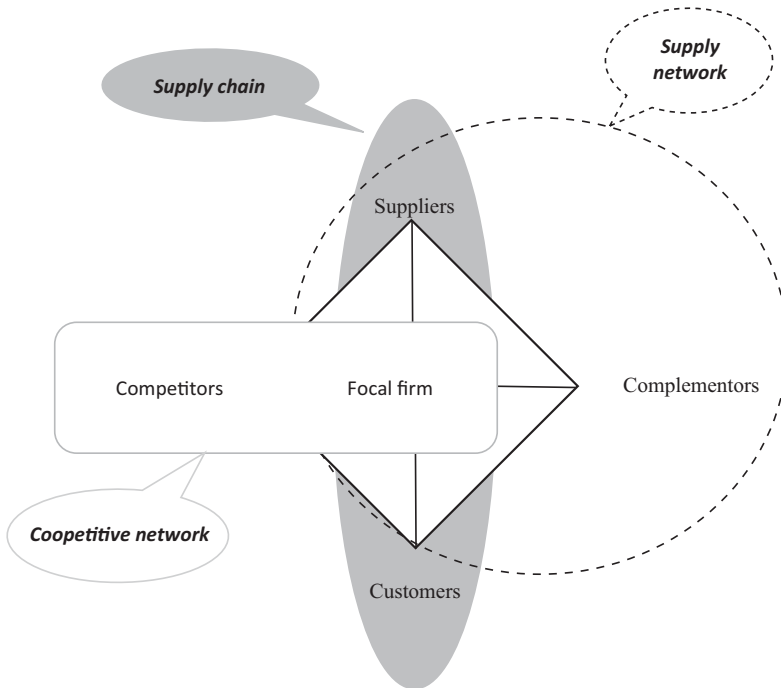 Supply
network
Supply chain
Suppliers
Competitors
Focal firm
Complementors
Coopetitive network
Customers